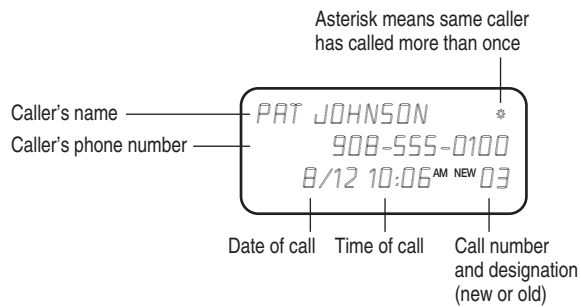 Asterisk means same caller
has called more than once
Caller's name
PAT JOHNSON *
Caller's phone number
908-555-0100
8/12 10:06 AM NEW 03
Date of call
Time of call
Call number
and designation
(new or old)